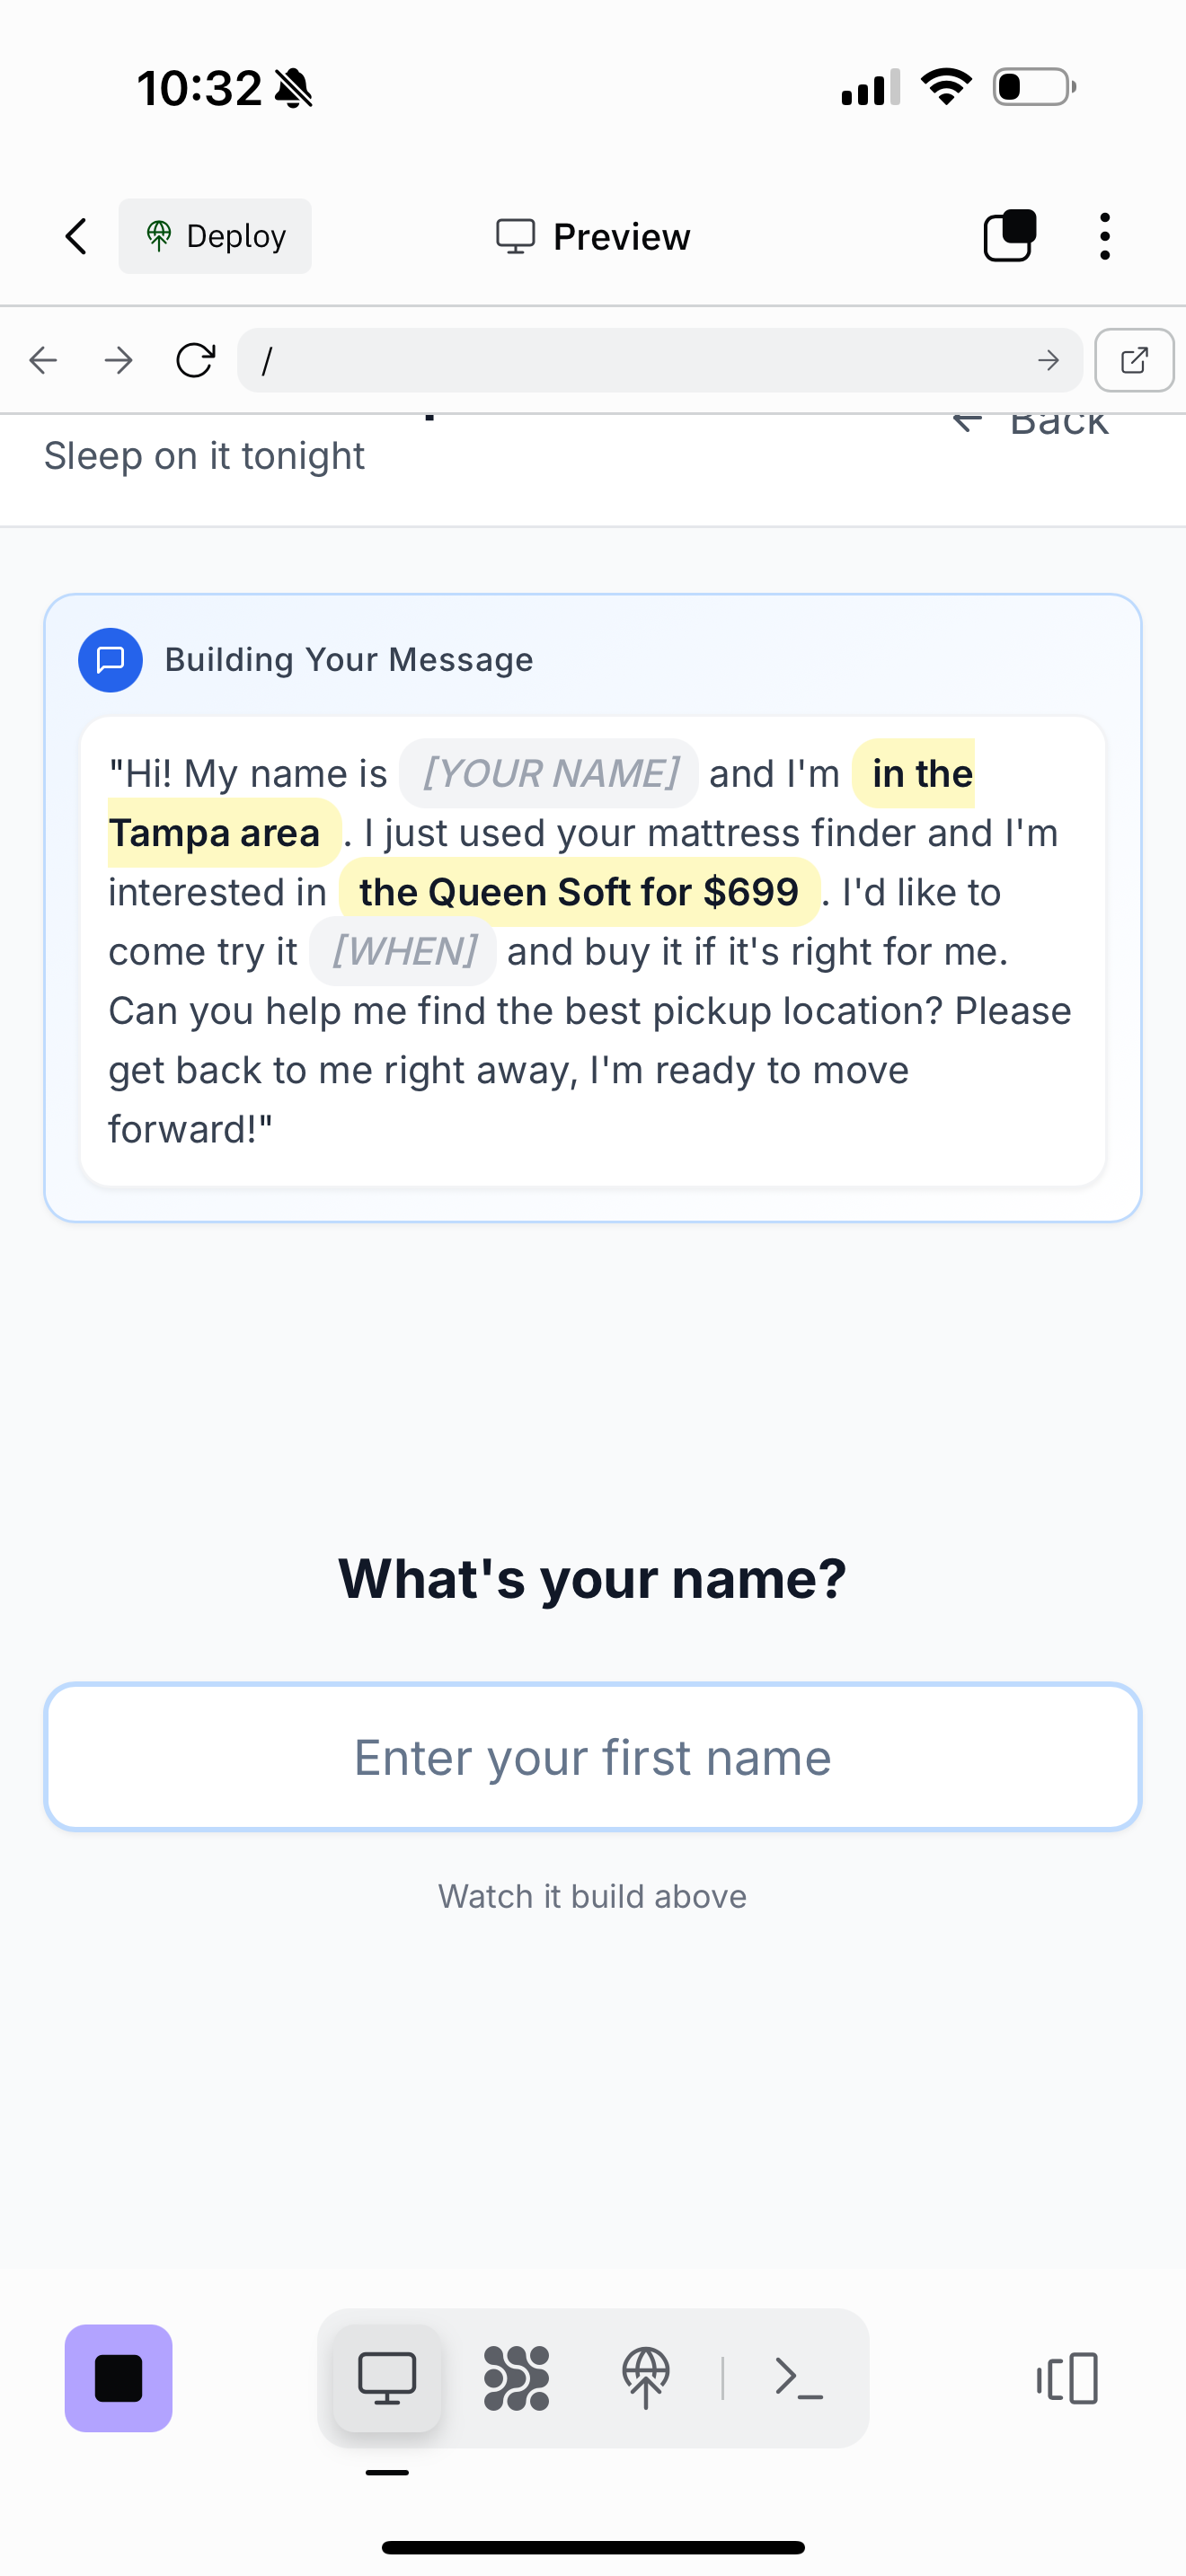 10:32
Deploy
Preview
/
Back
Sleep on it tonight
Building Your Message
"Hi! My name is [YOUR NAME] and I'm in the
Tampa area . I just used your mattress finder and I'm
interested in the Queen Soft for $699 . I'd like to
come try it [WHEN] and buy it if it's right for me.
Can you help me find the best pickup location? Please
get back to me right away, I'm ready to move
forward!"
What's your name?
Enter your first name
Watch it build above